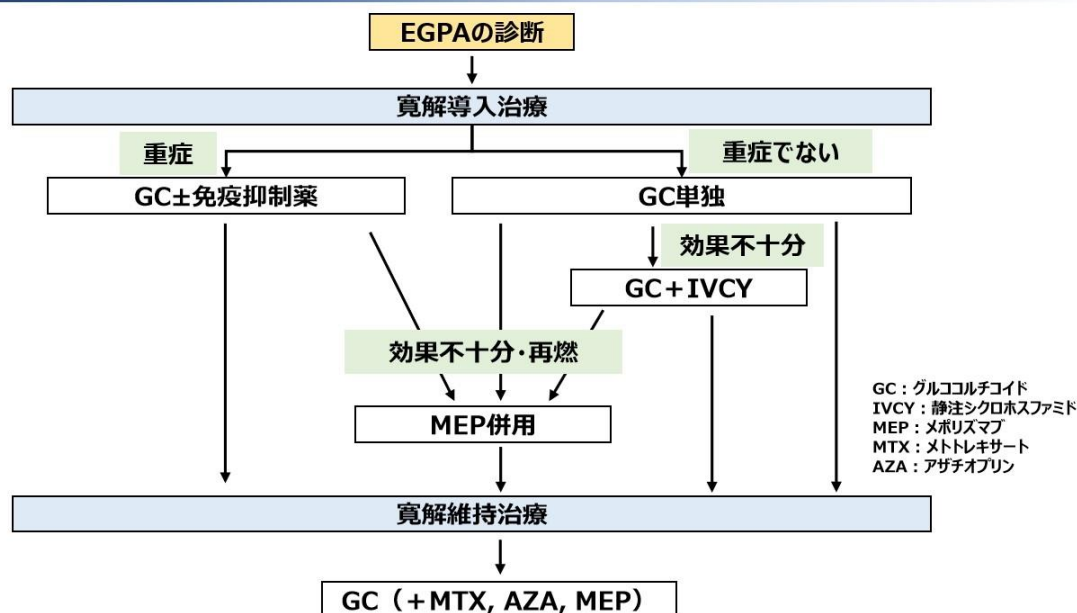 EGPAの診断
寛解導入治療
重症
重症でない
GC±免疫抑制薬
GC単独
効果不十分
GC+IVCY
効果不十分・再燃
MEP併用
GC：グルココルチコイド
IVCY：静注シクロホスファミド
MEP：メポリズマブ
MTX：メトトレキサート
AZA：アザチオプリン
寛解維持治療
GC（+MTX, AZA, MEP）